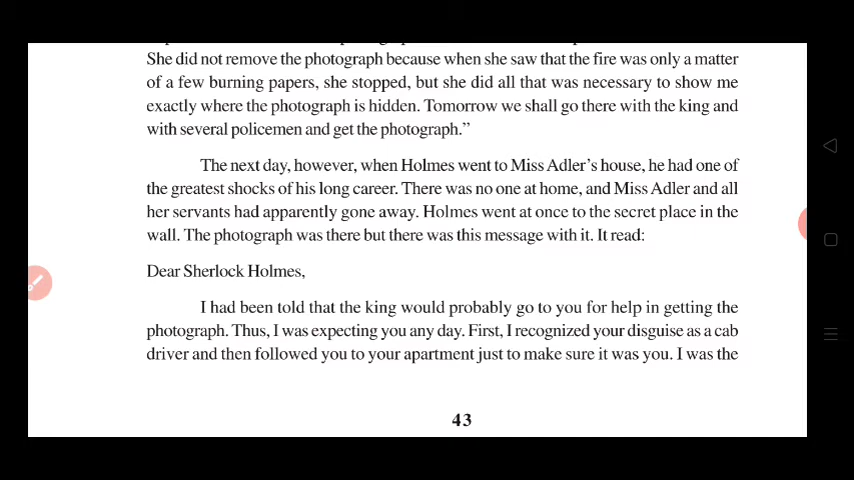 She did not remove the photograph because when she saw that the fire was only a matter
of a few burning papers, she stopped, but she did all that was necessary to show me
exactly where the photograph is hidden. Tomorrow we shall go there with the king and
with several policemen and get the photograph.”
The next day, however, when Holmes went to Miss Adler’s house, he had one of
the greatest shocks of his long career. There was no one at home, and Miss Adler and all
her servants had apparently gone away. Holmes went at once to the secret place in the
wall. The photograph was there but there was this message with it. It read:
Dear Sherlock Holmes,
I had been told that the king would probably go to you for help in getting the
photograph. Thus, I was expecting you any day. First, I recognized your disguise as a cab
driver and then followed you to your apartment just to make sure it was you. I was the
43